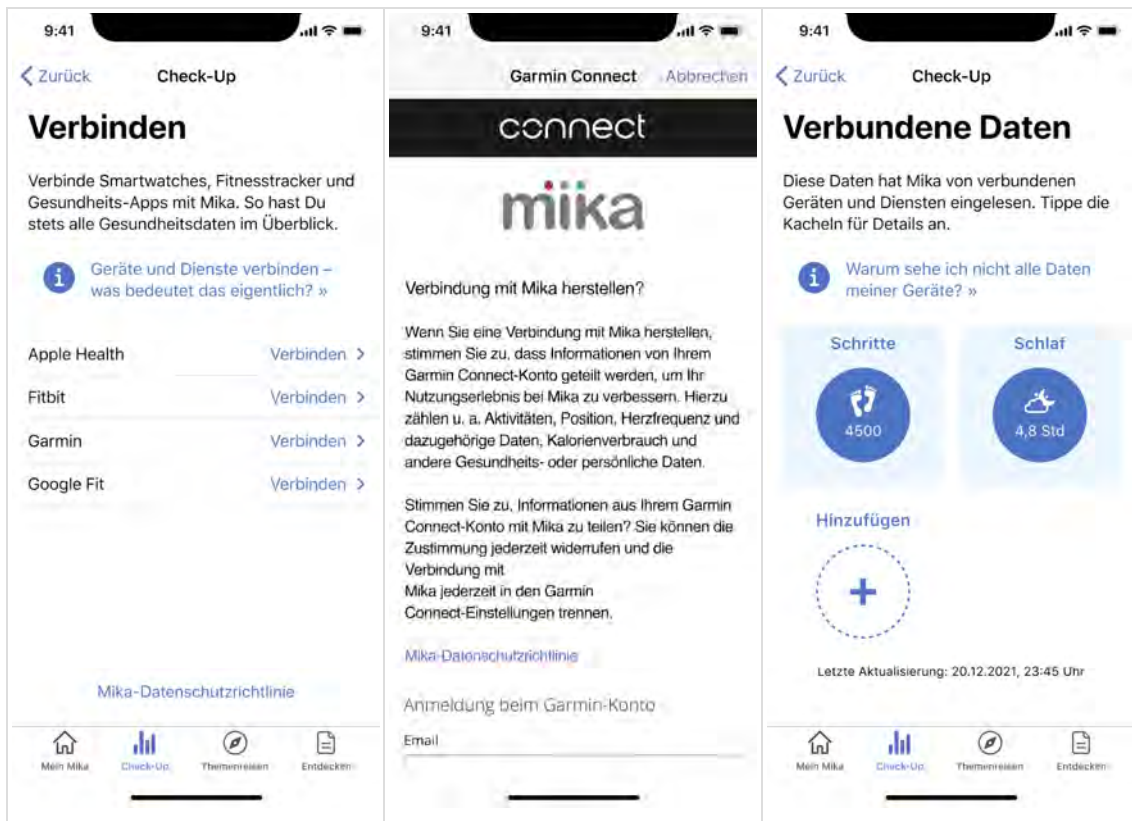 9:41
Zurück
Check-Up
Verbinden
Verbinde Smartwatches, Fitnesstracker und
Gesundheits-Apps mit Mika. So hast Du
stets alle Gesundheitsdaten im Überblick.
i
Geräte und Dienste verbinden –
was bedeutet das eigentlich? »
Apple Health
Verbinden >
Fitbit
Verbinden >
Garmin
Verbinden >
Google Fit
Verbinden >
Mika-Datenschutzrichtlinie
Mein Mika
Check-Up
Themenreisen
Entdecken
9:41
Garmin Connect
Abbrechen
connect
miika
Verbindung mit Mika herstellen?
Wenn Sie eine Verbindung mit Mika herstellen,
stimmen Sie zu, dass Informationen von Ihrem
Garmin Connect-Konto geteilt werden, um Ihr
Nutzungserlebnis bei Mika zu verbessern. Hierzu
zählen u. a. Aktivitäten, Position, Herzfrequenz und
dazugehörige Daten, Kalorienverbrauch und
andere Gesundheits- oder persönliche Daten.
Stimmen Sie zu, Informationen aus Ihrem Garmin
Connect-Konto mit Mika zu teilen? Sie können die
Zustimmung jederzeit widerrufen und die
Verbindung mit
Mika jederzeit in den Garmin
Connect-Einstellungen trennen.
Mika-Datenschutzrichtlinie
Anmeldung beim Garmin-Konto
Email
9:41
Zurück
Check-Up
Verbundene Daten
Diese Daten hat Mika von verbundenen
Geräten und Diensten eingelesen. Tippe die
Kacheln für Details an.
i
Warum sehe ich nicht alle Daten
meiner Geräte? »
Schritte
4500
Schlaf
4,8 Std
Hinzufügen
+
Letzte Aktualisierung: 20.12.2021, 23:45 Uhr
Mein Mika
Check-Up
Themenreisen
Entdecken